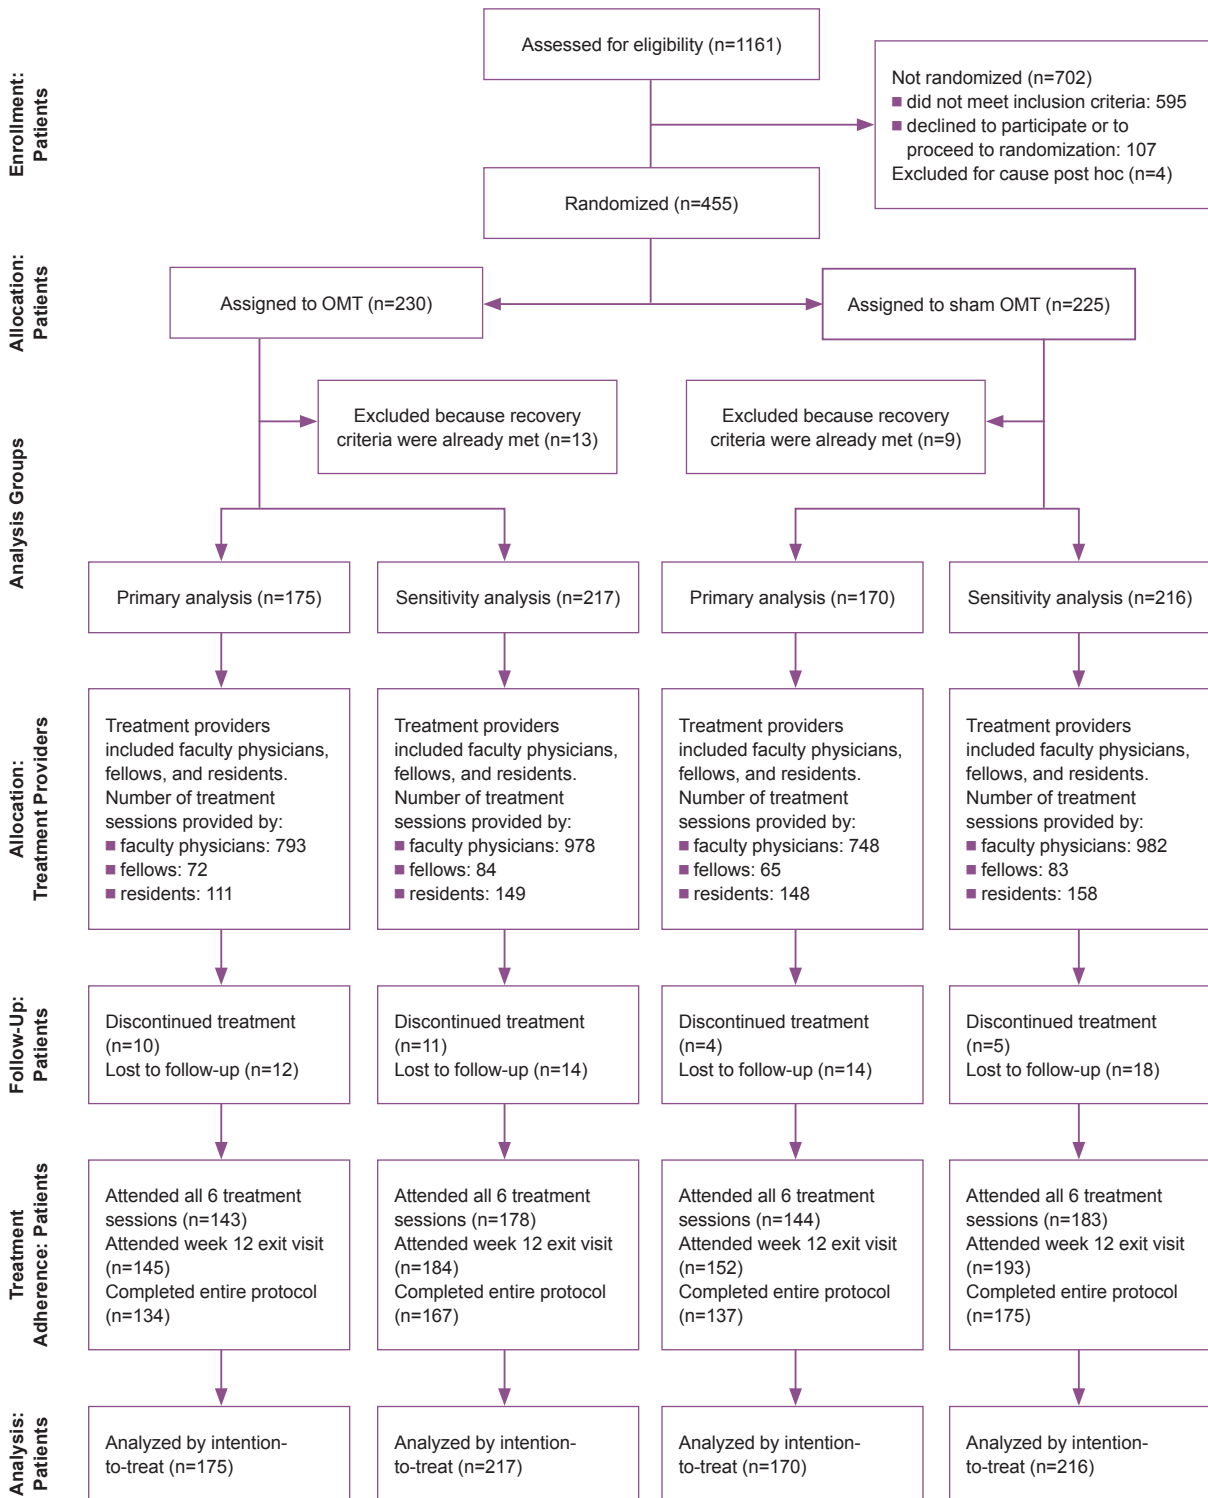 Enrollment:
Patients
Assessed for eligibility (n=1161)
Not randomized (n=702)
■ did not meet inclusion criteria: 595
■ declined to participate or to
proceed to randomization: 107
Excluded for cause post hoc (n=4)
Randomized (n=455)
Allocation:
Patients
Assigned to OMT (n=230)
Assigned to sham OMT (n=225)
Analysis Groups
Excluded because recovery
criteria were already met (n=13)
Excluded because recovery
criteria were already met (n=9)
Primary analysis (n=175)
Sensitivity analysis (n=217)
Primary analysis (n=170)
Sensitivity analysis (n=216)
Allocation:
Treatment Providers
Treatment providers
included faculty physicians,
fellows, and residents.
Number of treatment
sessions provided by:
■ faculty physicians: 793
■ fellows: 72
■ residents: 111
Treatment providers
included faculty physicians,
fellows, and residents.
Number of treatment
sessions provided by:
■ faculty physicians: 978
■ fellows: 84
■ residents: 149
Treatment providers
included faculty physicians,
fellows, and residents.
Number of treatment
sessions provided by:
■ faculty physicians: 748
■ fellows: 65
■ residents: 148
Treatment providers
included faculty physicians,
fellows, and residents.
Number of treatment
sessions provided by:
■ faculty physicians: 982
■ fellows: 83
■ residents: 158
Follow-Up:
Patients
Discontinued treatment
(n=10)
Lost to follow-up (n=12)
Discontinued treatment
(n=11)
Lost to follow-up (n=14)
Discontinued treatment
(n=4)
Lost to follow-up (n=14)
Discontinued treatment
(n=5)
Lost to follow-up (n=18)
Treatment
Adherence: Patients
Attended all 6 treatment
sessions (n=143)
Attended week 12 exit visit
(n=145)
Completed entire protocol
(n=134)
Attended all 6 treatment
sessions (n=178)
Attended week 12 exit visit
(n=184)
Completed entire protocol
(n=167)
Attended all 6 treatment
sessions (n=144)
Attended week 12 exit visit
(n=152)
Completed entire protocol
(n=137)
Attended all 6 treatment
sessions (n=183)
Attended week 12 exit visit
(n=193)
Completed entire protocol
(n=175)
Analysis:
Patients
Analyzed by intention-
to-treat (n=175)
Analyzed by intention-
to-treat (n=217)
Analyzed by intention-
to-treat (n=170)
Analyzed by intention-
to-treat (n=216)